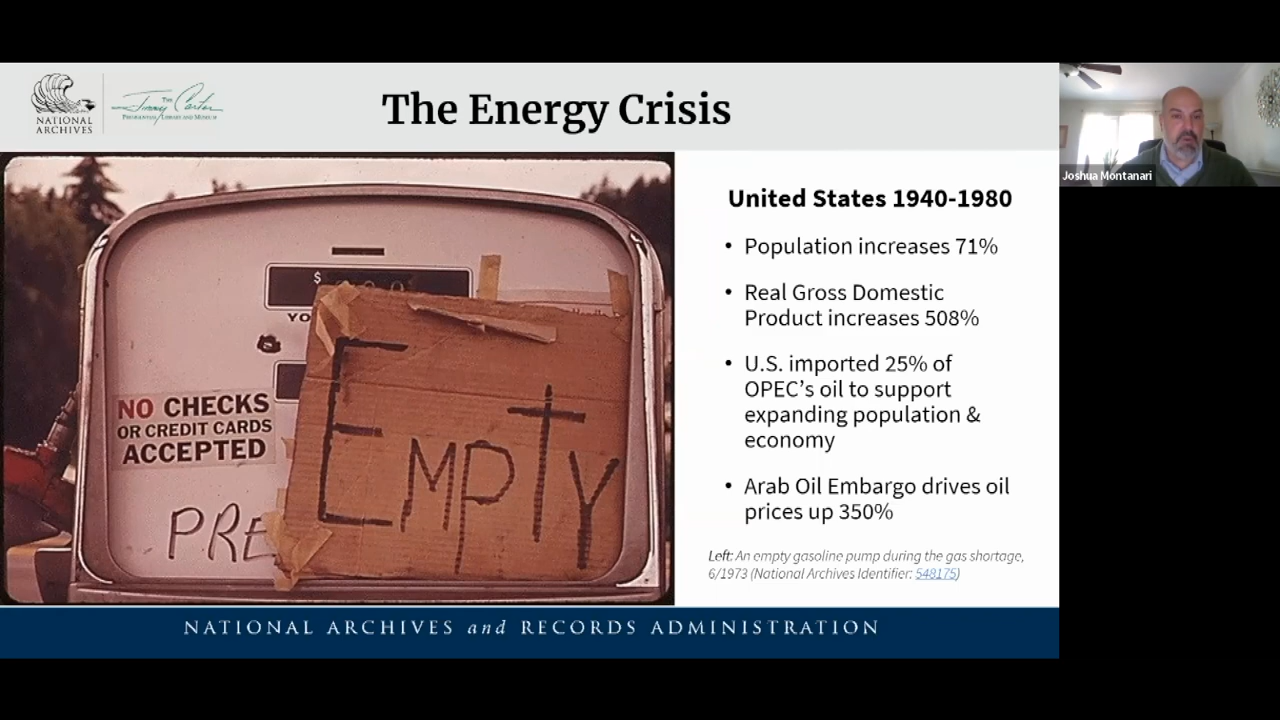 NATIONAL
ARCHIVES
THE
Jimmy Carter
PRESIDENTIAL LIBRARY AND MUSEUM
The Energy Crisis
$
YO
NO CHECKS
OR CREDIT CARDS
ACCEPTED
PRE
EMPTY
United States 1940-1980
• Population increases 71%
• Real Gross Domestic
Product increases 508%
• U.S. imported 25% of
OPEC’s oil to support
expanding population &
economy
• Arab Oil Embargo drives oil
prices up 350%
Left: An empty gasoline pump during the gas shortage,
6/1973 (National Archives Identifier: 548175)
NATIONAL ARCHIVES and RECORDS ADMINISTRATION
Joshua Montanari